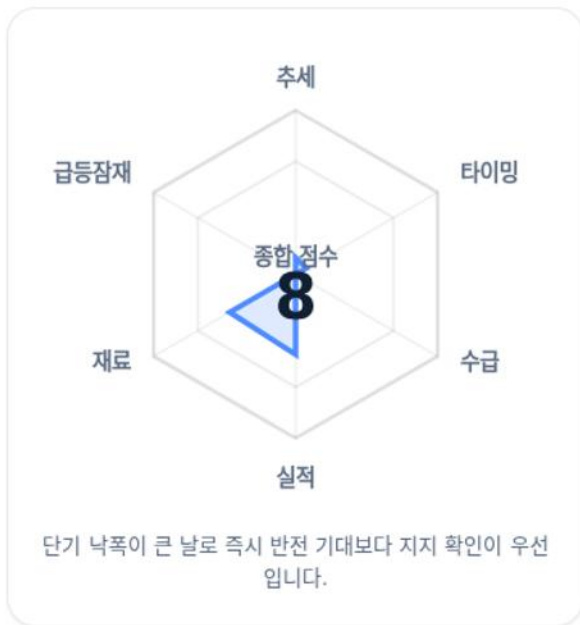 추세
급등잠재
타이밍
종합 점수
8
재료
수급
실적
단기 낙폭이 큰 날로 즉시 반전 기대보다 지지 확인이 우선
입니다.